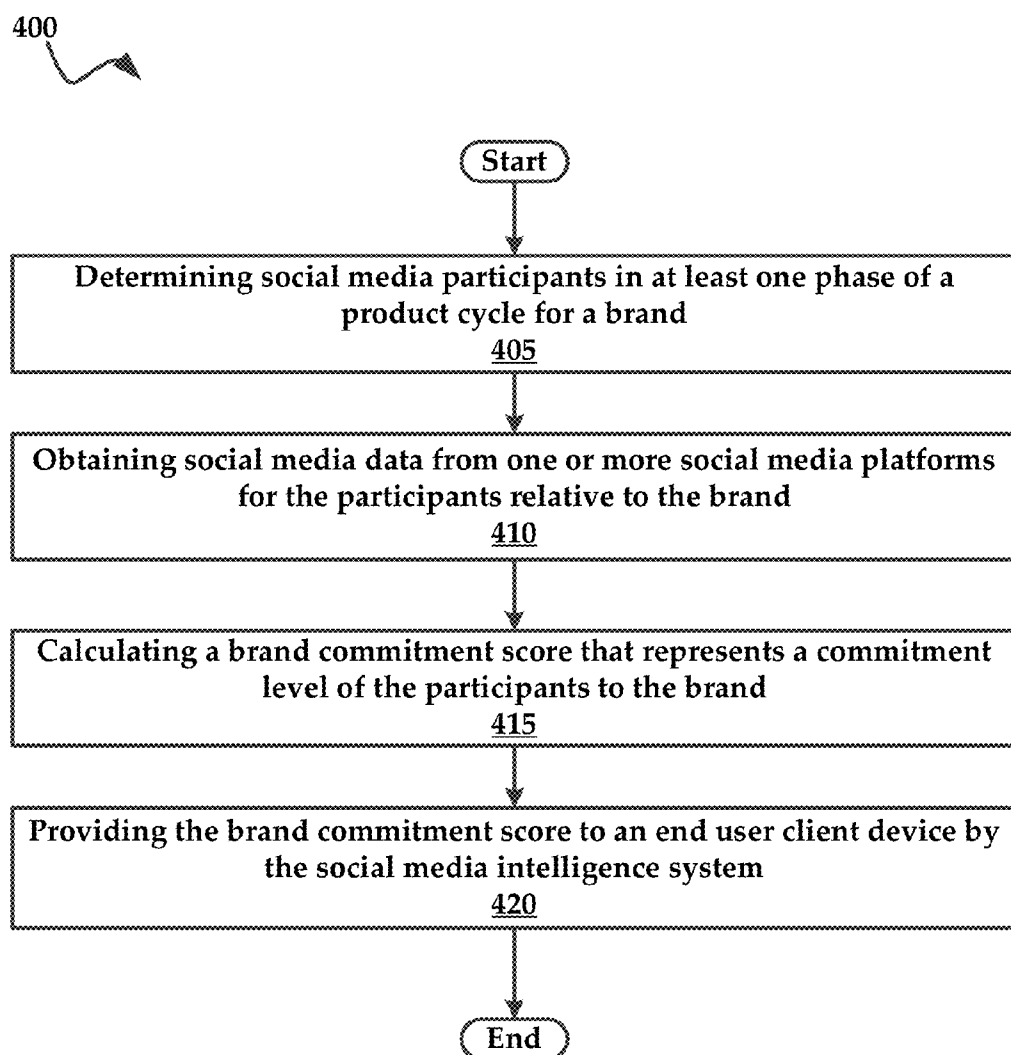 400
Start
Determining social media participants in at least one phase of a
product cycle for a brand
405
Obtaining social media data from one or more social media platforms
for the participants relative to the brand
410
Calculating a brand commitment score that represents a commitment
level of the participants to the brand
415
Providing the brand commitment score to an end user client device by
the social media intelligence system
420
End